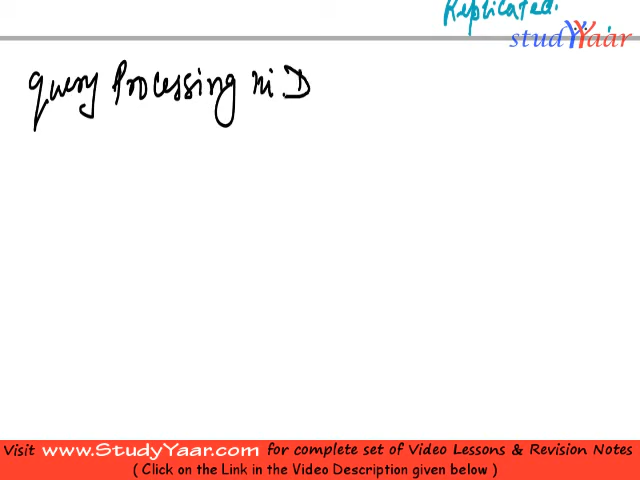 Replicated.
studYYaar
Query Processing in D
Visit www.StudyYaar.com for complete set of Video Lessons & Revision Notes
( Click on the Link in the Video Description given below )